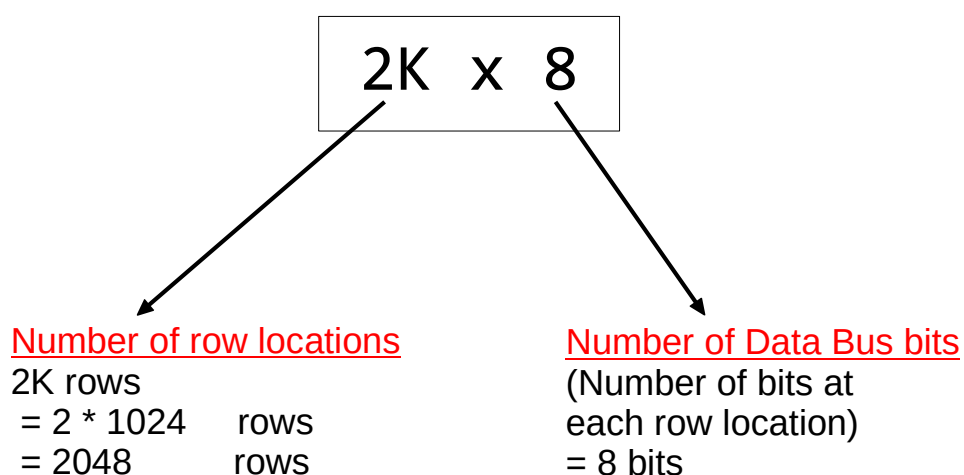 2K x 8
Number of row locations
2K rows
= 2 * 1024 rows
= 2048 rows
Number of Data Bus bits
(Number of bits at
each row location)
= 8 bits